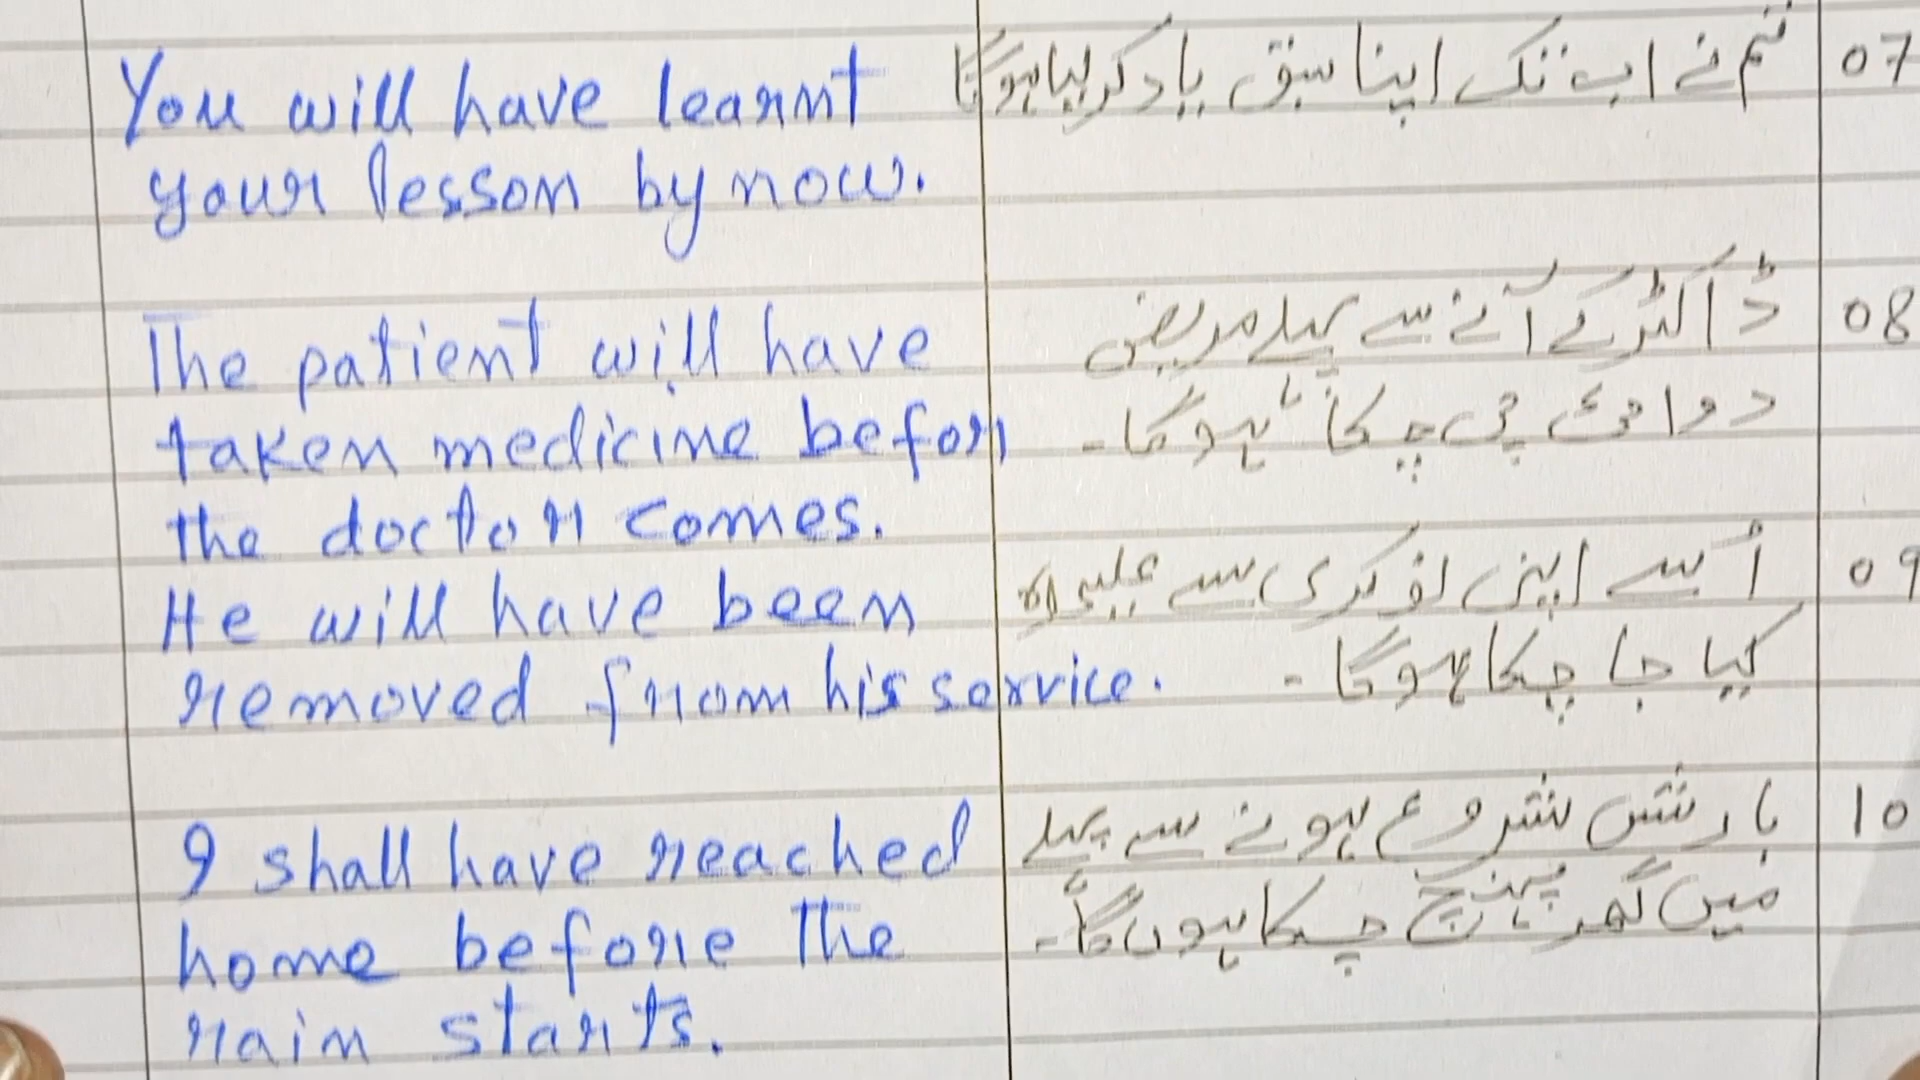 You will have learnt
your lesson by now.
تم نے اب تک اپنا سبق یاد کر لیا ہوگا
07
The patient will have
taken medicine befor
the doctor comes.
ڈاکٹر کے آنے سے پہلے مریض
دوائی پی چکا ہوگا۔
08
He will have been
removed from his service.
اُسے اپنی نوکری سے علیحدہ
کیا جا چکا ہوگا۔
09
I shall have reached
home before the
rain starts.
بارش شروع ہونے سے پہلے
میں گھر پہنچ چکا ہوں گا۔
10